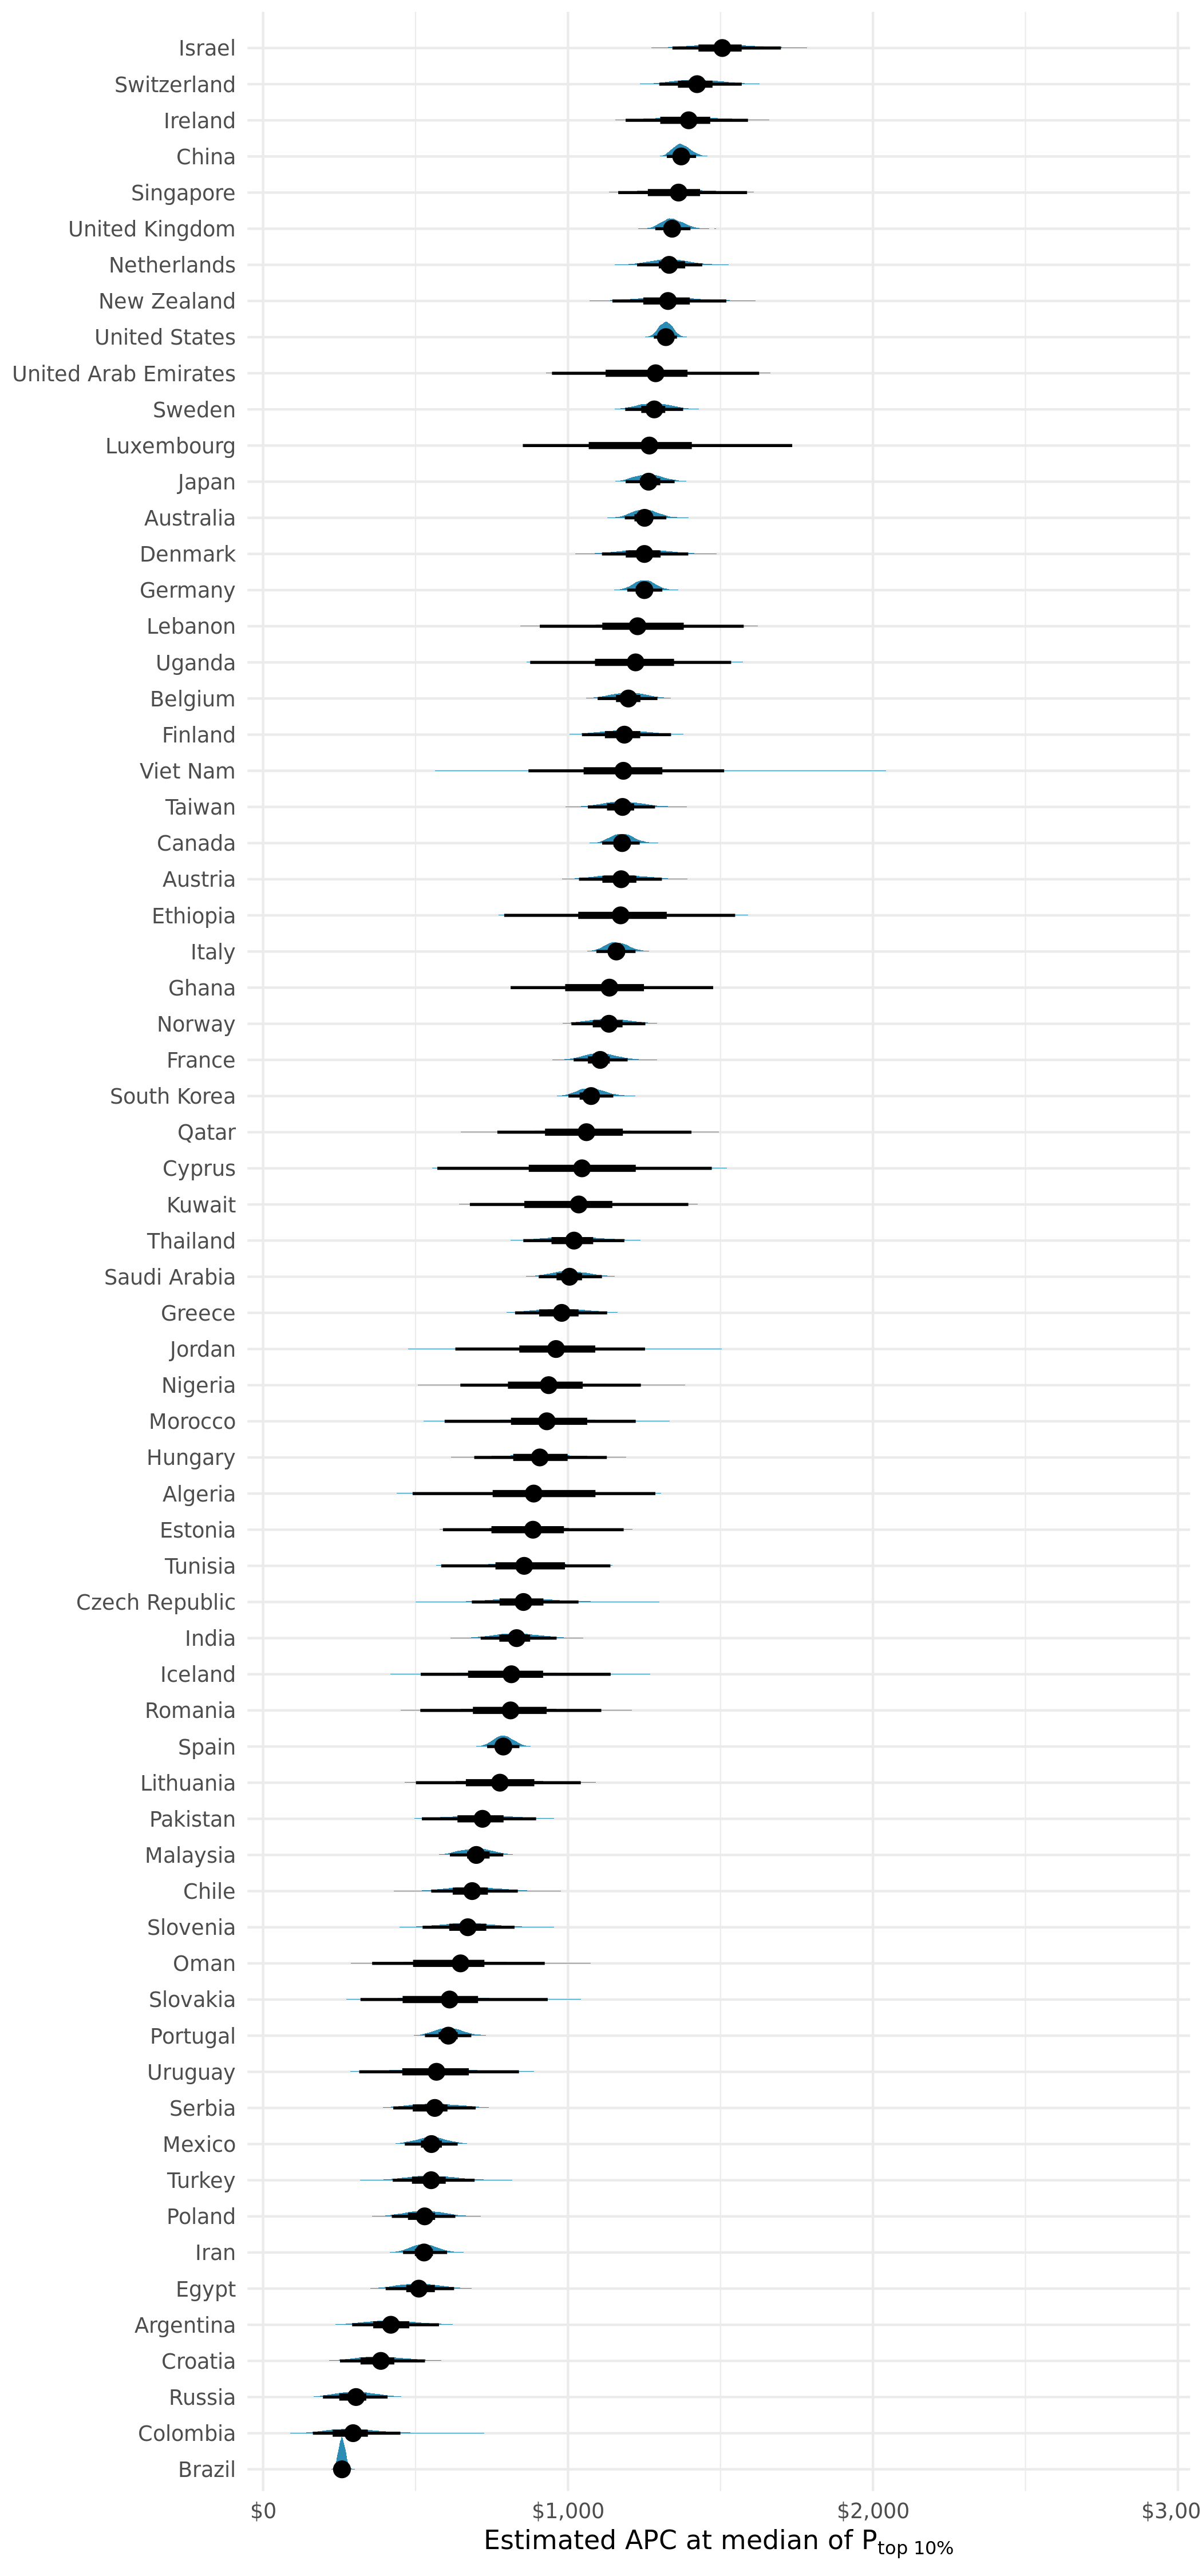 Israel
Switzerland
Ireland
China
Singapore
United Kingdom
Netherlands
New Zealand
United States
United Arab Emirates
Sweden
Luxembourg
Japan
Australia
Denmark
Germany
Lebanon
Uganda
Belgium
Finland
Viet Nam
Taiwan
Canada
Austria
Ethiopia
Italy
Ghana
Norway
France
South Korea
Qatar
Cyprus
Kuwait
Thailand
Saudi Arabia
Greece
Jordan
Nigeria
Morocco
Hungary
Algeria
Estonia
Tunisia
Czech Republic
India
Iceland
Romania
Spain
Lithuania
Pakistan
Malaysia
Chile
Slovenia
Oman
Slovakia
Portugal
Uruguay
Serbia
Mexico
Turkey
Poland
Iran
Egypt
Argentina
Croatia
Russia
Colombia
Brazil
$0 $1,000 $2,000 $3,00
Estimated APC at median of P top 10%